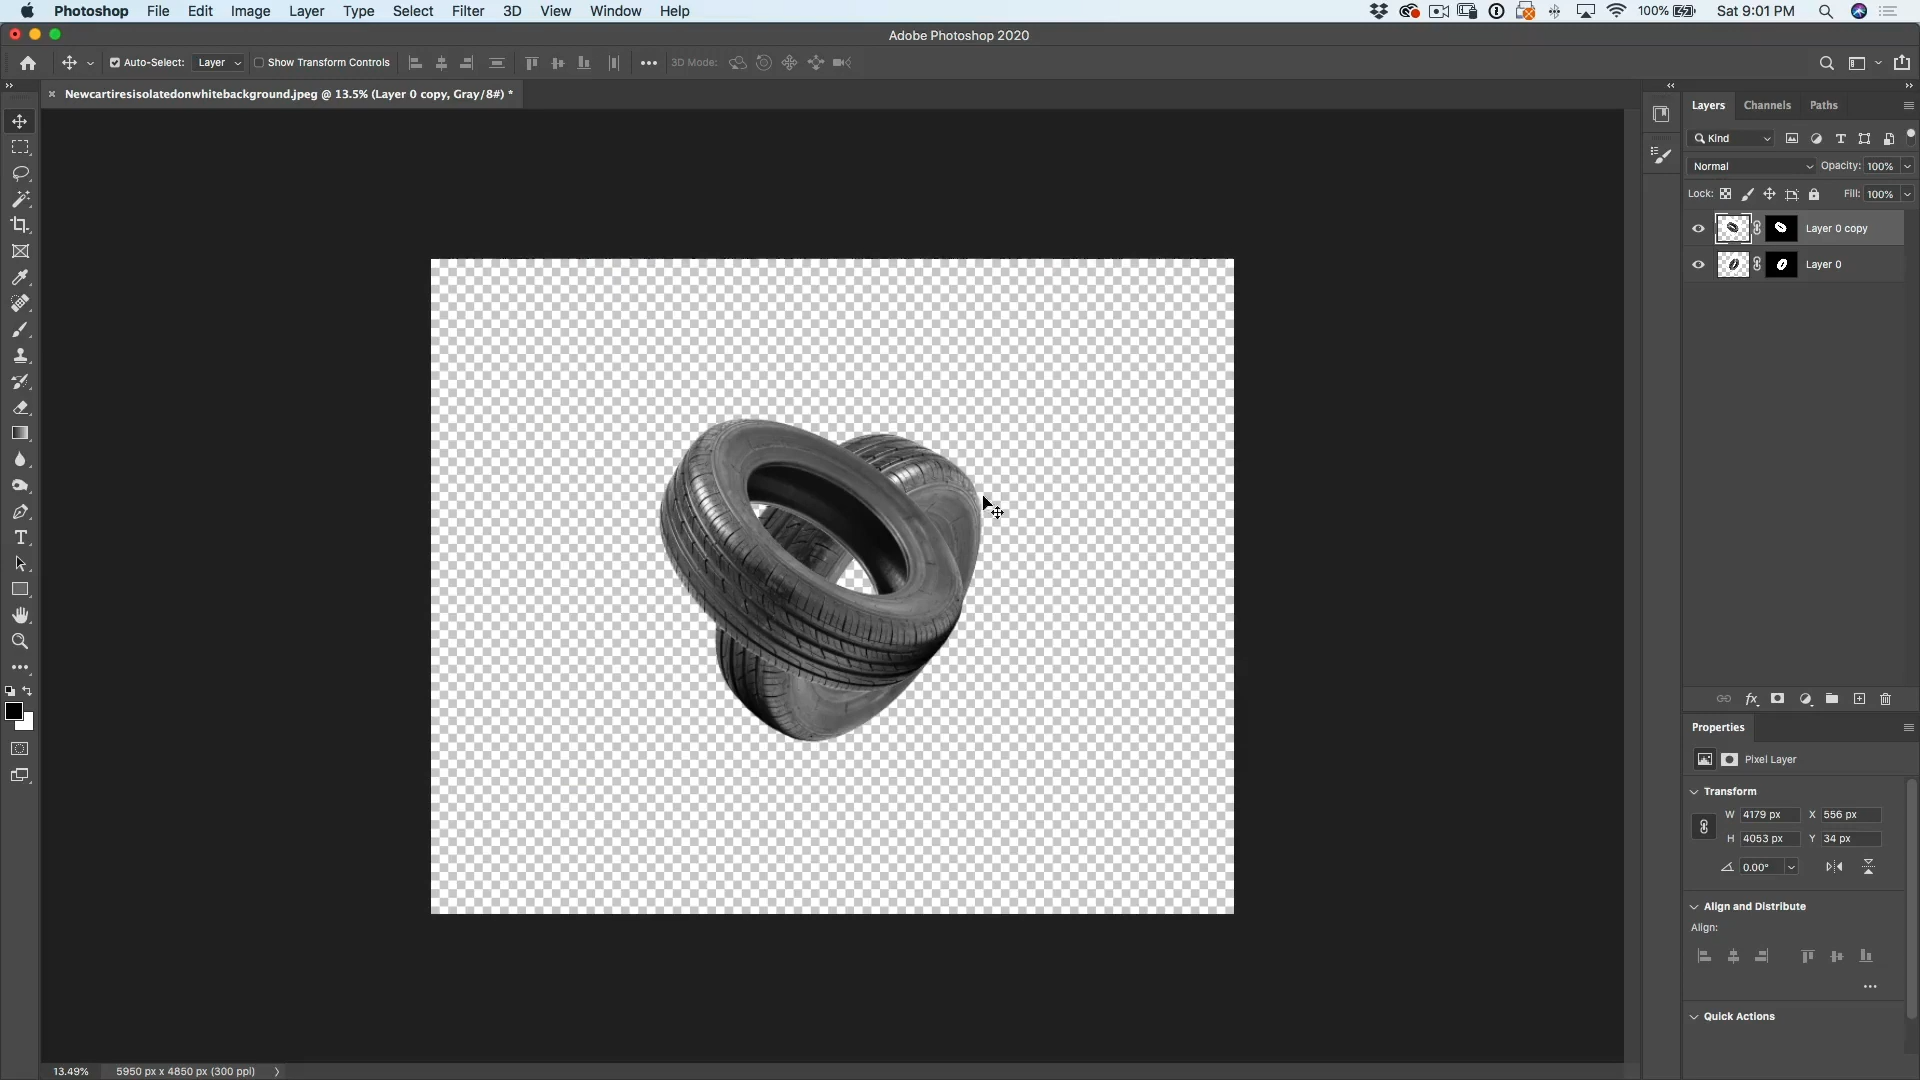 Photoshop File Edit Image Layer Type Select Filter 3D View Window Help 100% Sat 9:01 PM
Adobe Photoshop 2020
Auto-Select: Layer Show Transform Controls 3D Mode:
Newcartiresisolatedonwhitebackground.jpeg @ 13.5% (Layer 0 copy, Gray/8#) *
Layers Channels Paths
Kind
Normal Opacity: 100%
Lock: Fill: 100%
Layer 0 copy
Layer 0
fx
Properties
Pixel Layer
Transform
W 4179 px X 556 px
H 4053 px Y 34 px
0.00°
Align and Distribute
Align:
Quick Actions
13.49% 5950 px x 4850 px (300 ppi)